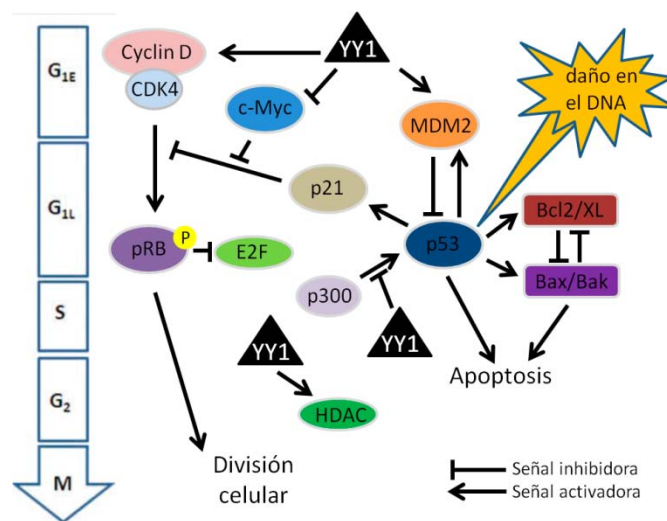 G1E
G1L
S
G2
M
Cyclin D
CDK4
YY1
c-Myc
MDM2
daño en
el DNA
p21
pRB
P
E2F
p53
Bcl2/XL
Bax/Bak
p300
YY1
YY1
HDAC
Apoptosis
División
celular
Señal inhibidora
Señal activadora